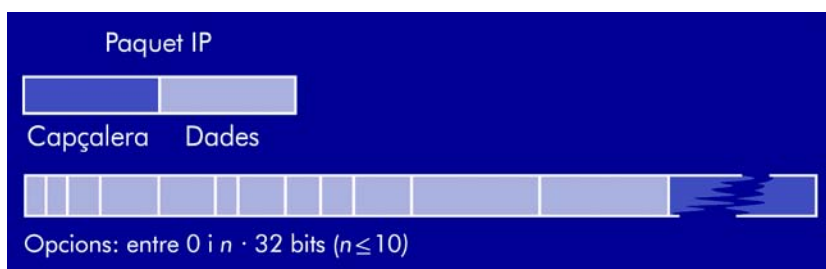 Paquet IP
Capçalera Dades
Opcions: entre 0 i n · 32 bits (n≤10)